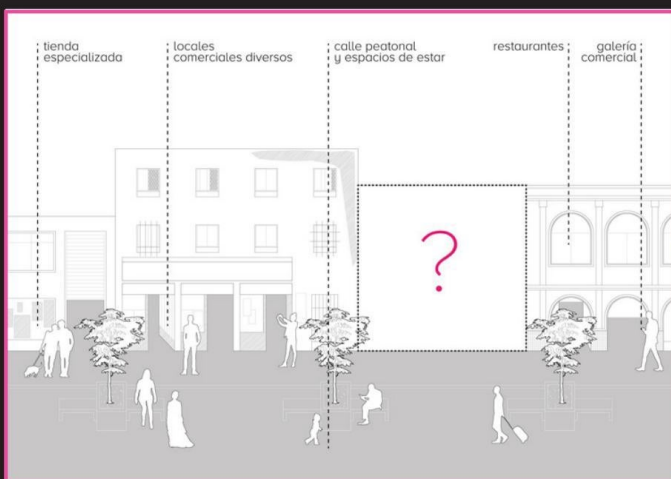 tienda
especializada
locales
comerciales diversos
calle peatonal
y espacios de estar
restaurantes
galería
comercial
?